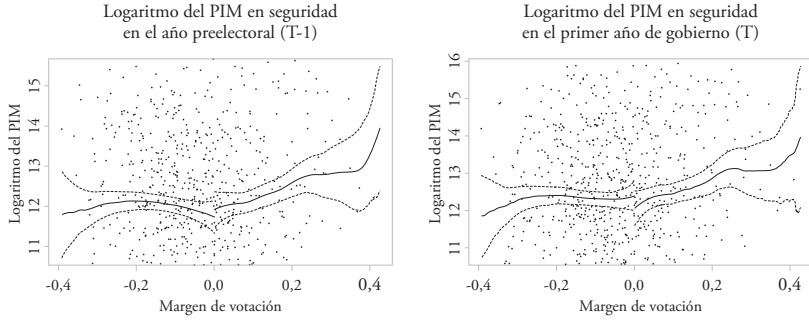 Logaritmo del PIM en seguridad
en el año preelectoral (T-1)
Logaritmo del PIM
15
14
13
12
11
-0,4
-0,2
0,0
0,2
0,4
Margen de votación
Logaritmo del PIM en seguridad
en el primer año de gobierno (T)
Logaritmo del PIM
16
15
14
13
12
11
-0,4
-0,2
0,0
0,2
0,4
Margen de votación